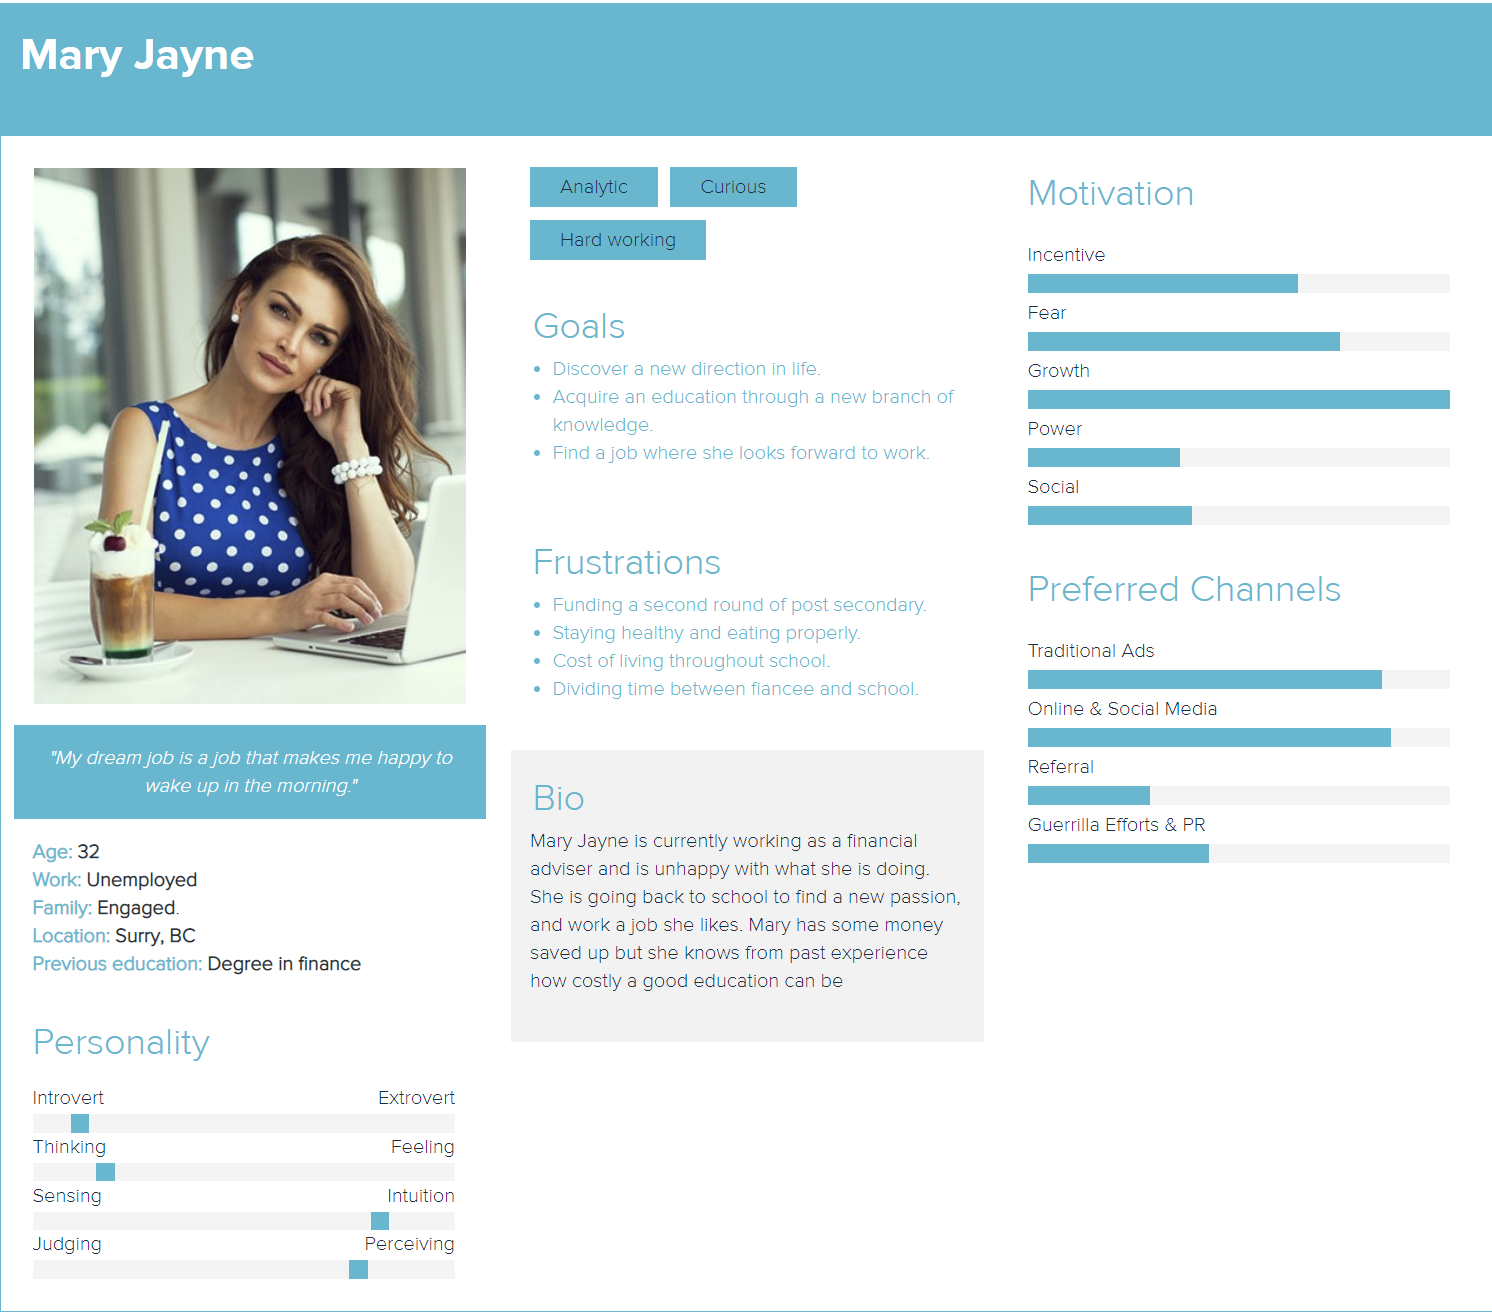 Mary Jayne
"My dream job is a job that makes me happy to
wake up in the morning."
Age: 32
Work: Unemployed
Family: Engaged.
Location: Surry, BC
Previous education: Degree in finance
Personality
Introvert Extrovert
Thinking Feeling
Sensing Intuition
Judging Perceiving
Analytic Curious
Hard working
Goals
• Discover a new direction in life.
• Acquire an education through a new branch of
knowledge.
• Find a job where she looks forward to work.
Frustrations
• Funding a second round of post secondary.
• Staying healthy and eating properly.
• Cost of living throughout school.
• Dividing time between fiancee and school.
Bio
Mary Jayne is currently working as a financial
adviser and is unhappy with what she is doing.
She is going back to school to find a new passion,
and work a job she likes. Mary has some money
saved up but she knows from past experience
how costly a good education can be
Motivation
Incentive
Fear
Growth
Power
Social
Preferred Channels
Traditional Ads
Online & Social Media
Referral
Guerrilla Efforts & PR